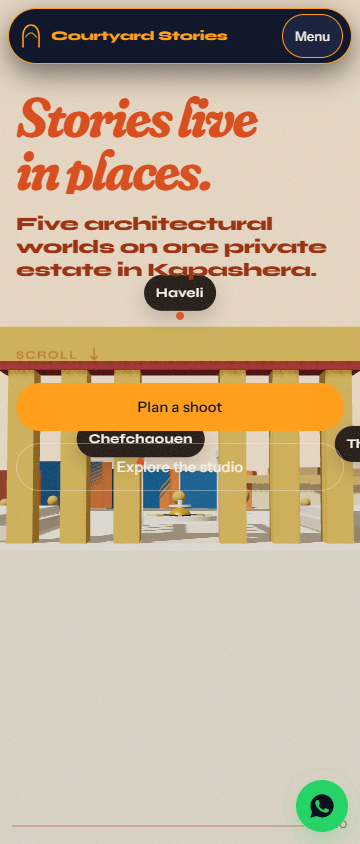 Courtyard Stories
Menu
Stories live
in places.
Five architectural
worlds on one private
estate in Kapashera.
Haveli
SCROLL ↓
Plan a shoot
Chefchaouen
Th
Explore the studio